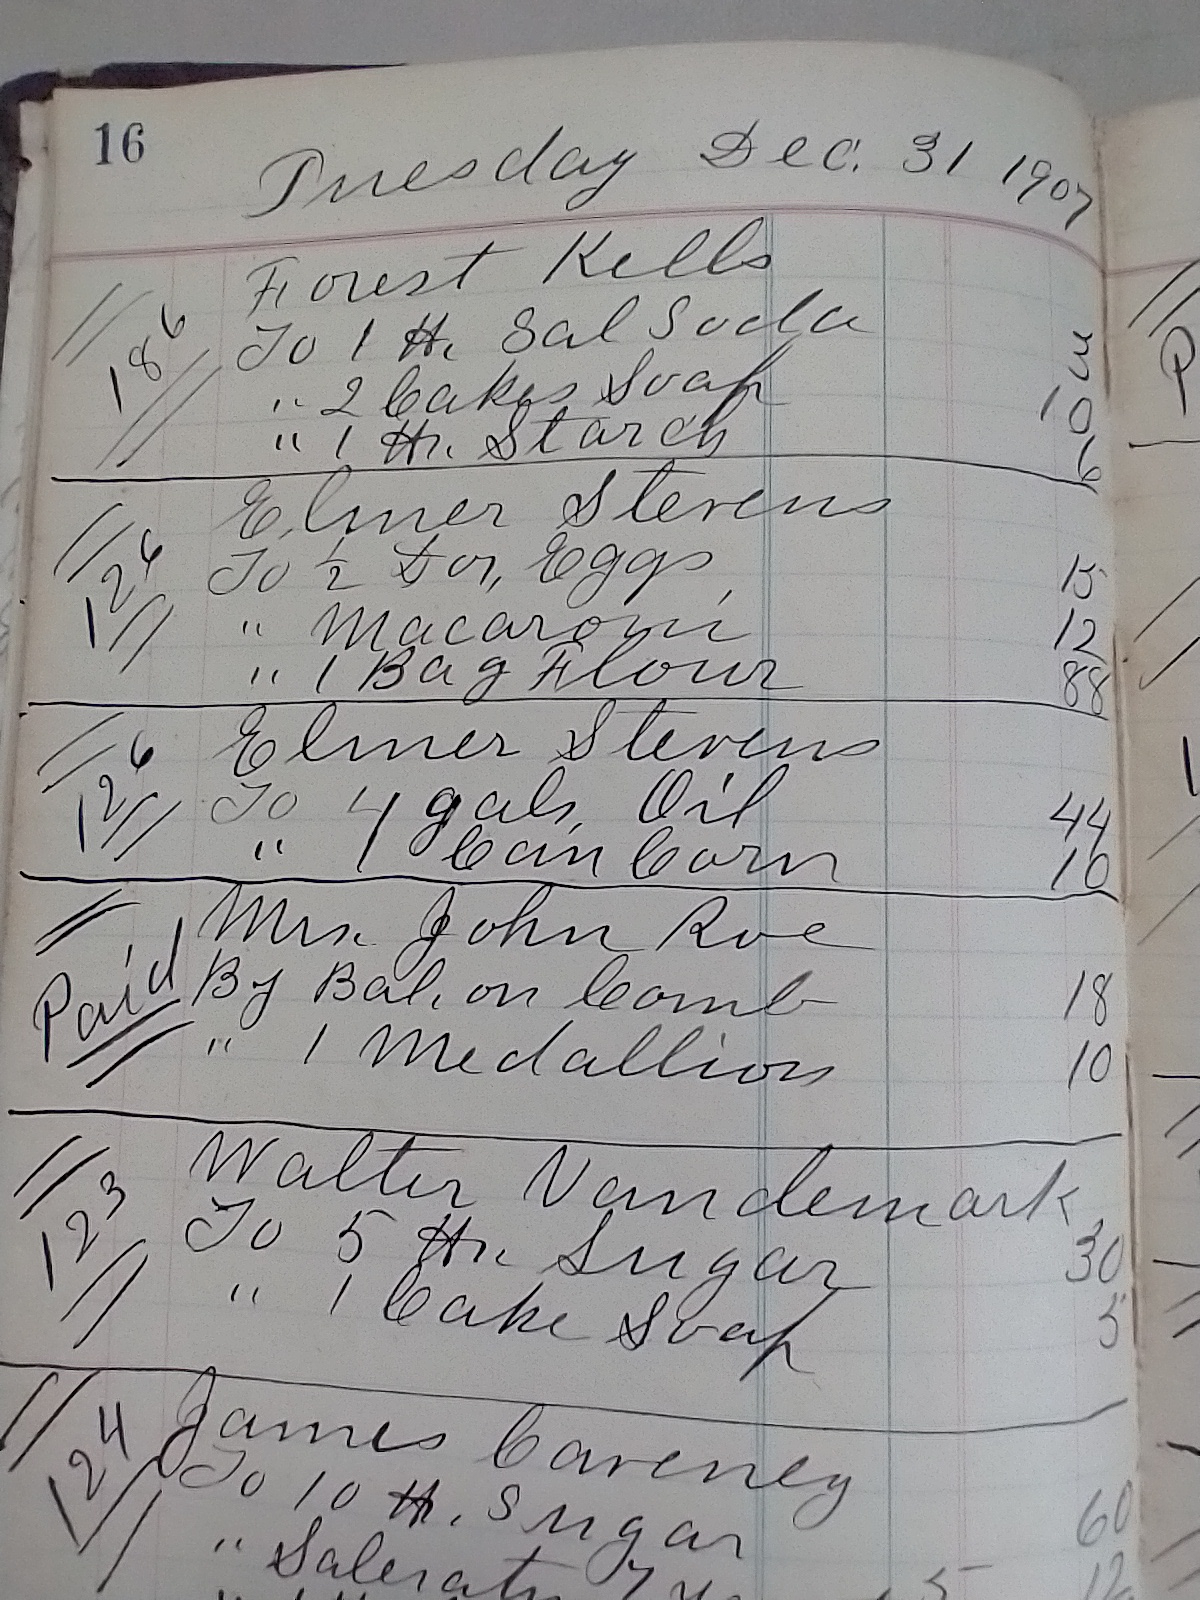 16
Tuesday Dec. 31 1907
Forest Kells
186
To 1 lb. Sal Soda 3
" 2 Cakes Soap 10
" 1 lb. Starch 6
Elmer Stevens
126
To ½ Doz, Eggs, 15
" Macaroni 12
" 1 Bag Flour 88
Elmer Stevens
126
To 4 gals, Oil 44
" 1 Can Corn 10
Mrs. John Roe
Paid
By Bal. on Comb 18
" 1 Medallion 10
Walter Vandemark
123
To 5 lb. Sugar 30
" 1 Cake Soap 5
James Caveney
124
To 10 lb. Sugar 60
" Saleratus 7 5 12
P